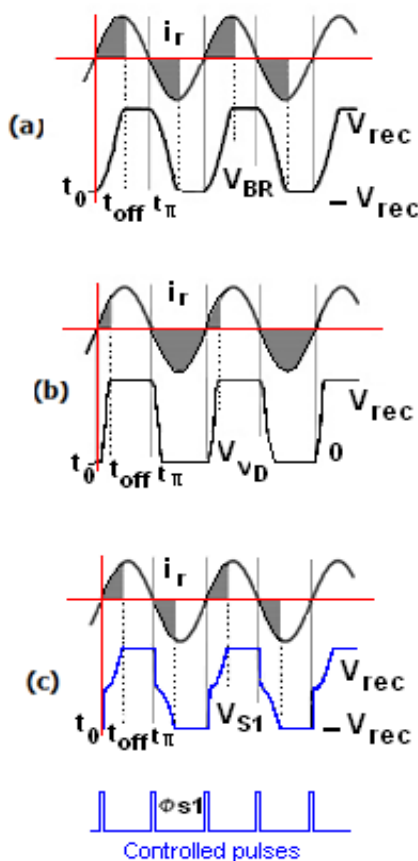 i_r
(a)
V_rec
t_0 t_off t_π V_BR – V_rec
i_r
(b)
V_rec
t_0 t_off t_π V_VD 0
i_r
(c)
V_rec
t_0 t_off t_π V_S1 – V_rec
Φs1
Controlled pulses